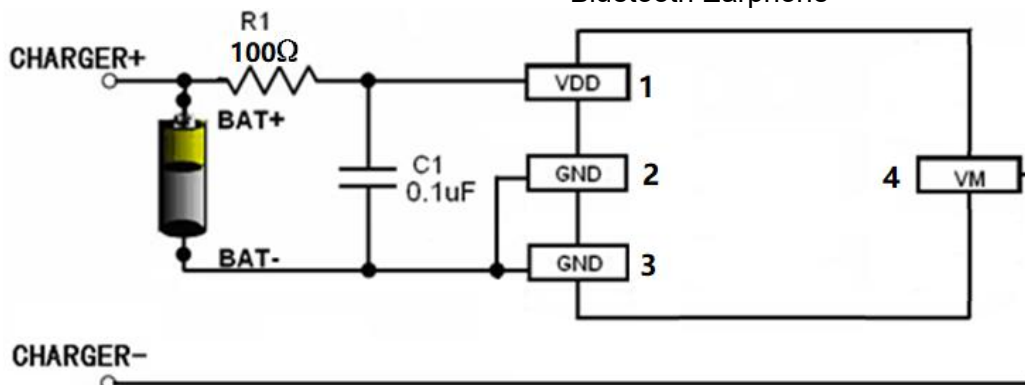 Bluetooth Earphone
R1
100Ω
CHARGER+
BAT+
VDD
1
GND
2
C1
0.1uF
4
VM
BAT-
GND
3
CHARGER-